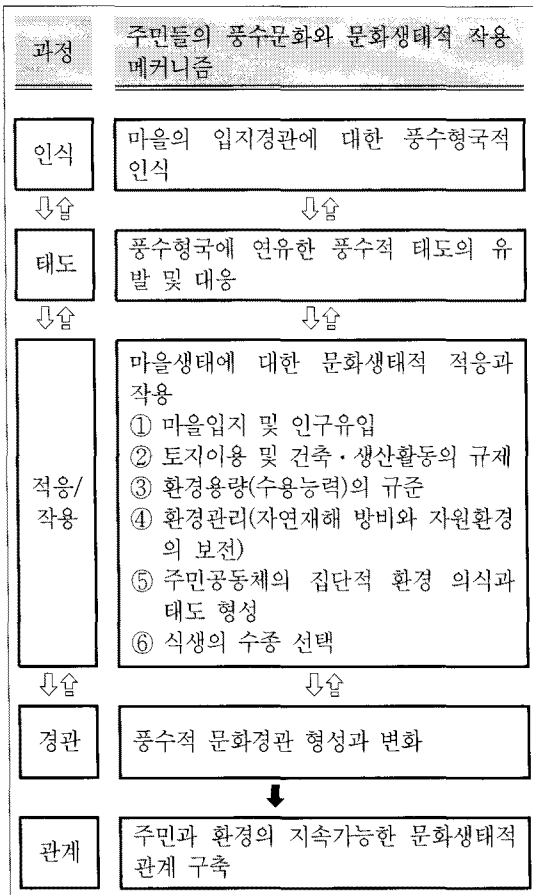 과정
주민들의 풍수문화와 문화생태적 작용
메커니즘
인식
마을의 입지경관에 대한 풍수형국적
인식
태도
풍수형국에 연유한 풍수적 태도의 유
발 및 대응
적응/
작용
마을생태에 대한 문화생태적 적응과
작용
① 마을입지 및 인구유입
② 토지이용 및 건축·생산활동의 규제
③ 환경용량(수용능력)의 규준
④ 환경관리(자연재해 방비와 자원환경
의 보전)
⑤ 주민공동체의 집단적 환경 의식과
태도 형성
⑥ 식생의 수종 선택
경관
풍수적 문화경관 형성과 변화
관계
주민과 환경의 지속가능한 문화생태적
관계 구축